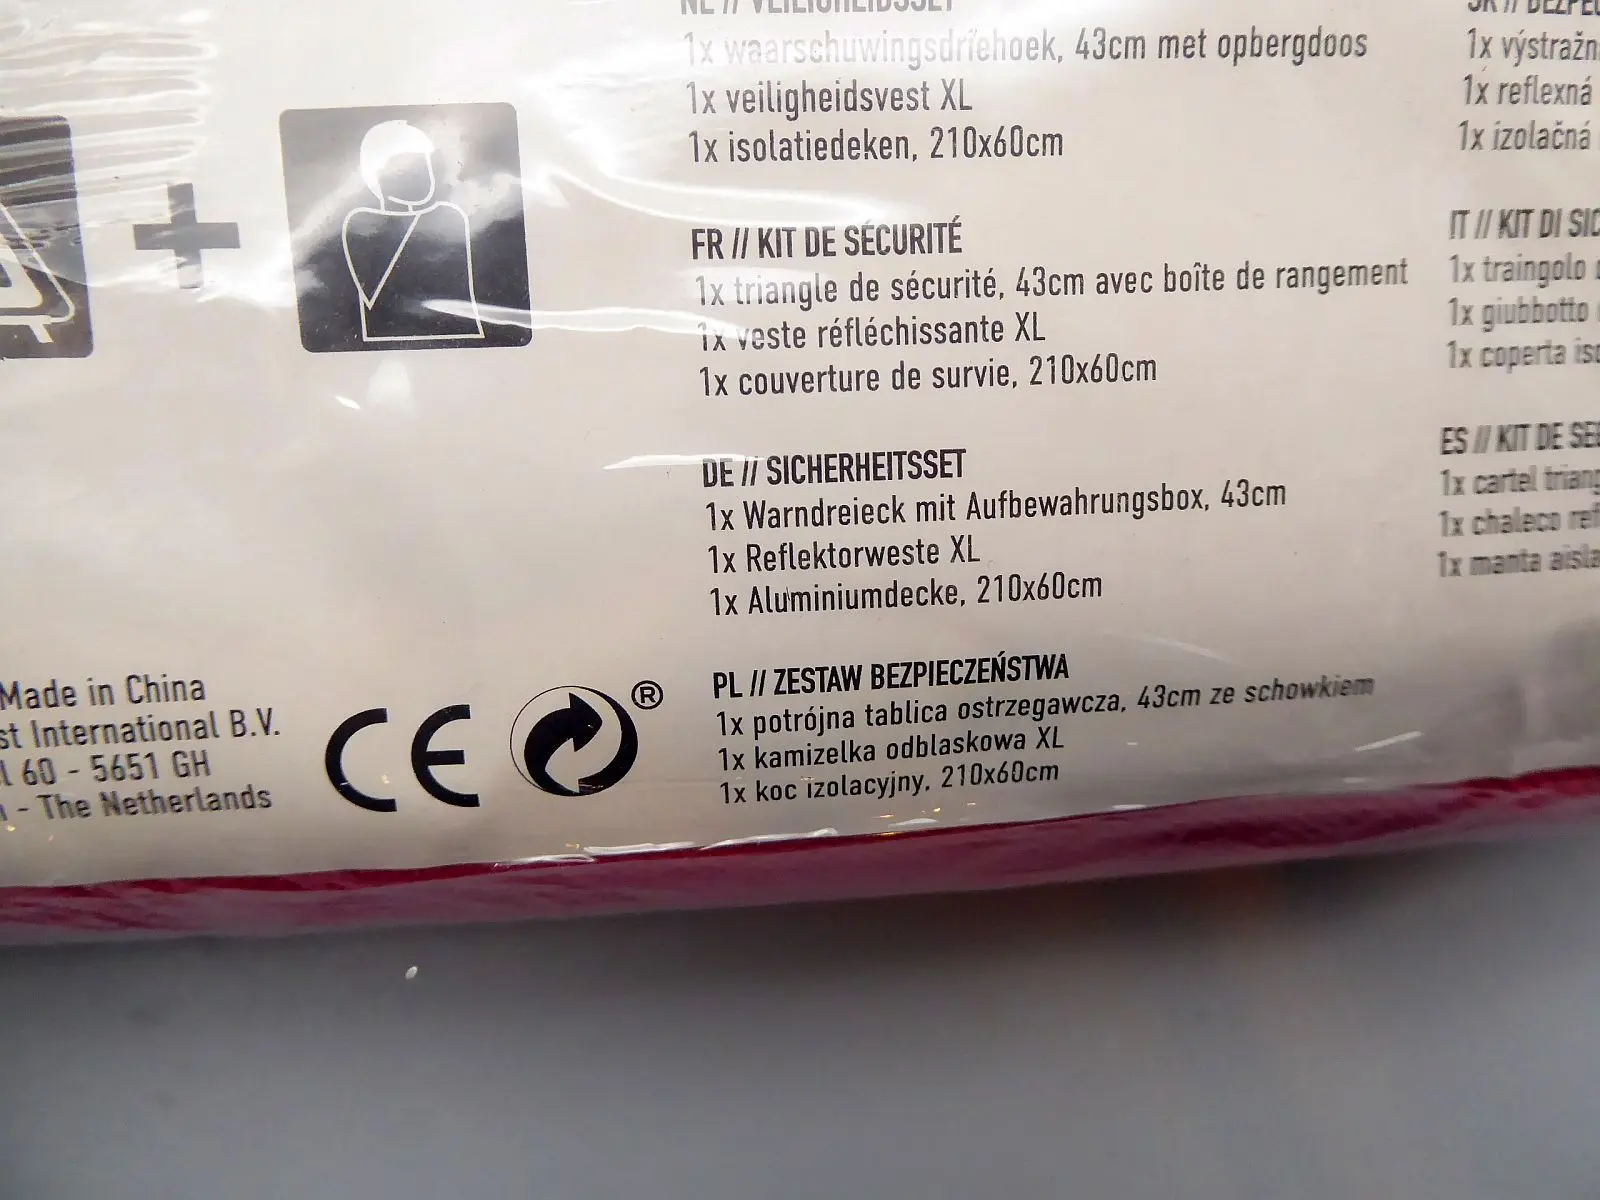 NL // VEILIGHEIDSSET
1x waarschuwingsdriehoek, 43cm met opbergdoos
1x veiligheidsvest XL
1x isolatiedeken, 210x60cm
FR // KIT DE SÉCURITÉ
1x triangle de sécurité, 43cm avec boîte de rangement
1x veste réfléchissante XL
1x couverture de survie, 210x60cm
DE // SICHERHEITSSET
1x Warndreieck mit Aufbewahrungsbox, 43cm
1x Reflektorweste XL
1x Aluminiumdecke, 210x60cm
PL // ZESTAW BEZPIECZEŃSTWA
1x potrójna tablica ostrzegawcza, 43cm ze schowkiem
1x kamizelka odblaskowa XL
1x koc izolacyjny, 210x60cm
SK //
1x
1x reflexná
1x izolačná
IT // KIT DI
1x traingolo
1x giubbotto
1x coperta
ES // KIT DE
1x cartel
1x chaleco
1x manta
Made in China
International B.V.
60 - 5651 GH
- The Netherlands
CE
®